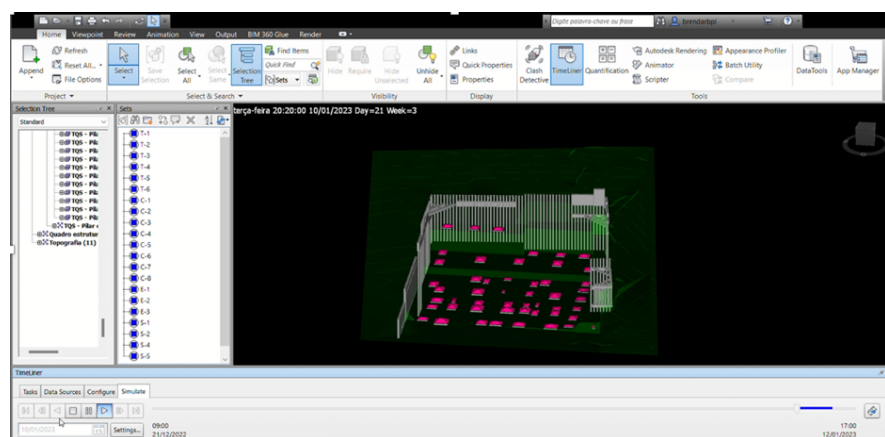 Digite palavra-chave ou frase
brendarbpl
Home Viewpoint Review Animation View Output BIM 360 Glue Render
Append
Refresh
Reset All...
File Options
Project
Select
Save Selection
Select All
Select Same
Selection Tree
Find Items
Quick Find
Sets
Select & Search
Hide
Require
Hide Unselected
Unhide All
Visibility
Links
Quick Properties
Properties
Display
Clash Detective
TimeLiner
Quantification
Autodesk Rendering
Animator
Scripter
Appearance Profiler
Batch Utility
Compare
Tools
DataTools
App Manager
Selection Tree
Standard
TQS - Pila
TQS - Pila
TQS - Pila
TQS - Pila
TQS - Pila
TQS - Pila
TQS - Pila
TQS - Pila
TQS - Pilar
Quadro estrutur
Topografia (11)
Sets
T-1
T-2
T-3
T-4
T-5
T-6
C-1
C-2
C-3
C-4
C-5
C-6
C-7
C-8
E-1
E-2
E-3
S-1
S-2
S-4
S-5
terça-feira 20:20:00 10/01/2023 Day=21 Week=3
TimeLiner
Tasks Data Sources Configure Simulate
10/01/2023
Settings...
09:00
21/12/2022
17:00
12/01/2023